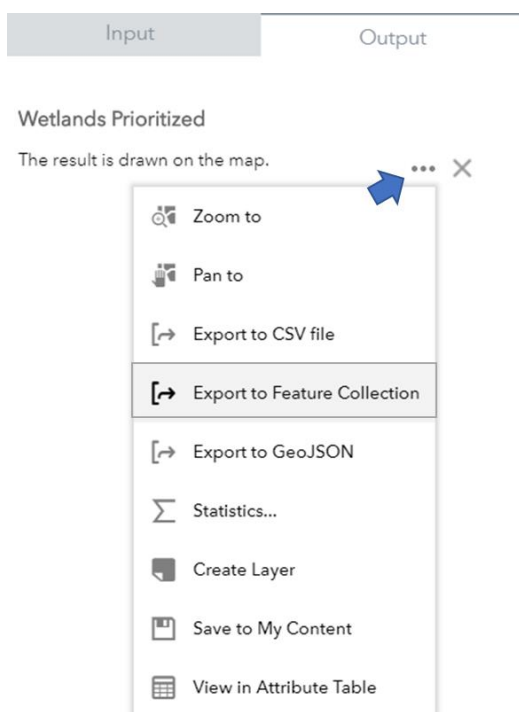 Input
Output
Wetlands Prioritized
The result is drawn on the map.
Zoom to
Pan to
Export to CSV file
Export to Feature Collection
Export to GeoJSON
Statistics...
Create Layer
Save to My Content
View in Attribute Table